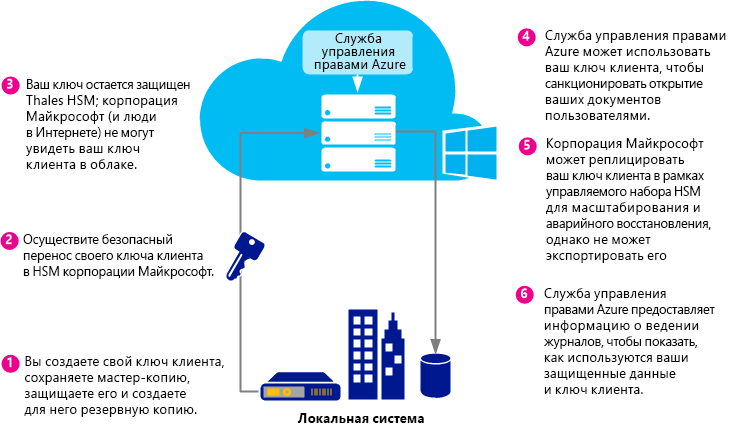 Служба
управления
правами Azure
1
Вы создаете свой ключ клиента,
сохраняете мастер-копию,
защищаете его и создаете
для него резервную копию.
2
Осуществите безопасный
перенос своего ключа клиента
в HSM корпорации Майкрософт.
3
Ваш ключ остается защищен
Thales HSM; корпорация
Майкрософт (и люди
в Интернете) не могут
увидеть ваш ключ
клиента в облаке.
4
Служба управления правами
Azure может использовать
ваш ключ клиента, чтобы
санкционировать открытие
ваших документов
пользователями.
5
Корпорация Майкрософт
может реплицировать
ваш ключ клиента в рамках
управляемого набора HSM
для масштабирования и
аварийного восстановления,
однако не может
экспортировать его
6
Служба управления
правами Azure предоставляет
информацию о ведении
журналов, чтобы показать,
как используются ваши
защищенные данные
и ключ клиента.
Локальная система